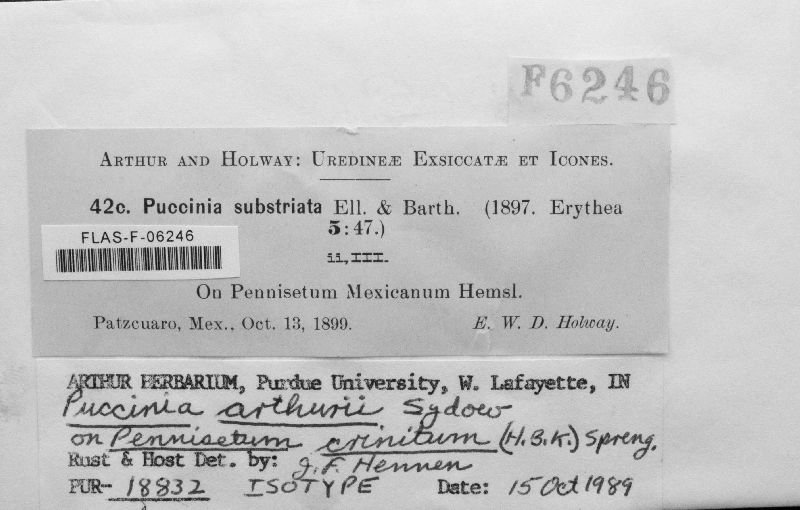 F6246
ARTHUR AND HOLWAY: UREDINEÆ EXSICCATÆ ET ICONES.
42c. Puccinia substriata Ell. & Barth. (1897. Erythea
5:47.)
FLAS-F-06246
ii, III.
On Pennisetum Mexicanum Hemsl.
Patzcuaro, Mex., Oct. 13, 1899. E. W. D. Holway.
ARTHUR HERBARIUM, Purdue University, W. Lafayette, IN
Puccinia arthurii Sydow
on Pennisetum crinitum (H.B.K.) Spreng.
Rust & Host Det. by: J. F. Hennen
PUR- 18832 ISOTYPE Date: 15 Oct 1989